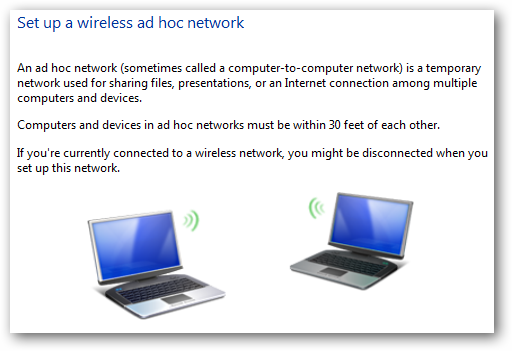 Set up a wireless ad hoc network
An ad hoc network (sometimes called a computer-to-computer network) is a temporary
network used for sharing files, presentations, or an Internet connection among multiple
computers and devices.
Computers and devices in ad hoc networks must be within 30 feet of each other.
If you're currently connected to a wireless network, you might be disconnected when you
set up this network.